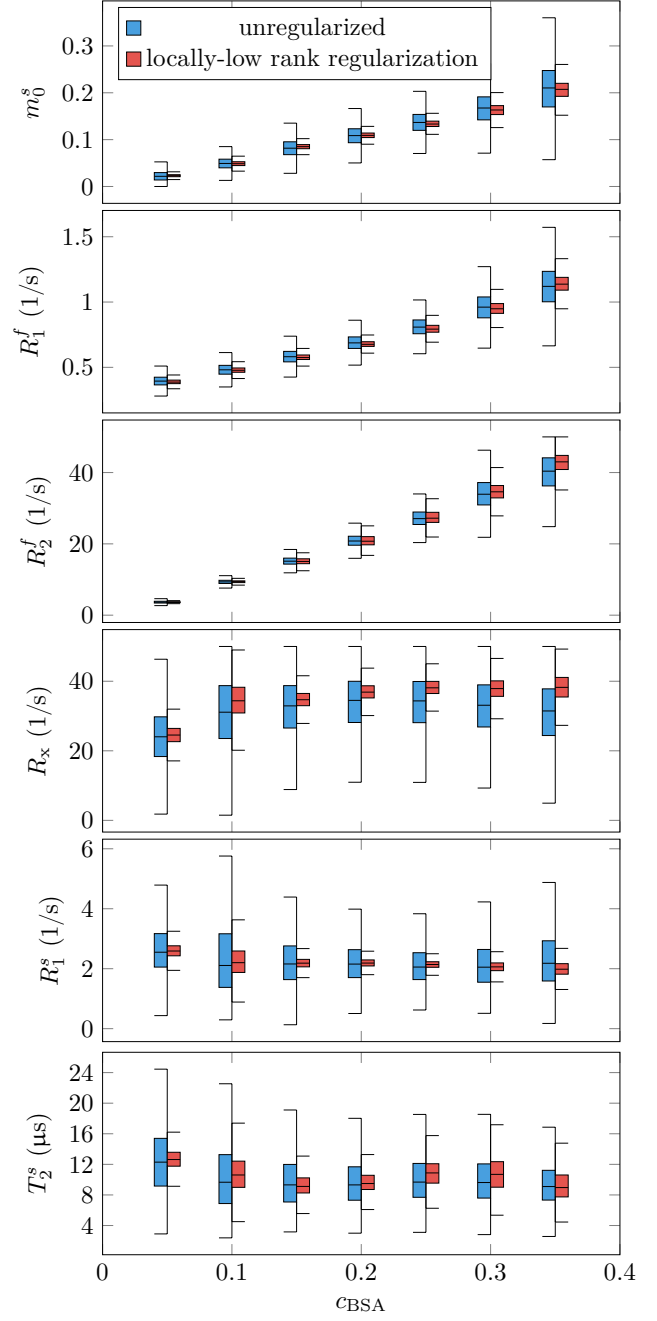 unregularized
locally-low rank regularization
0.3
0.2
0.1
0
m_0^s
1.5
1
0.5
R_1^f (1/s)
40
20
0
R_2^f (1/s)
40
20
0
R_x (1/s)
6
4
2
0
R_1^s (1/s)
24
20
16
12
8
4
T_2^s (µs)
0 0.1 0.2 0.3 0.4
c_BSA